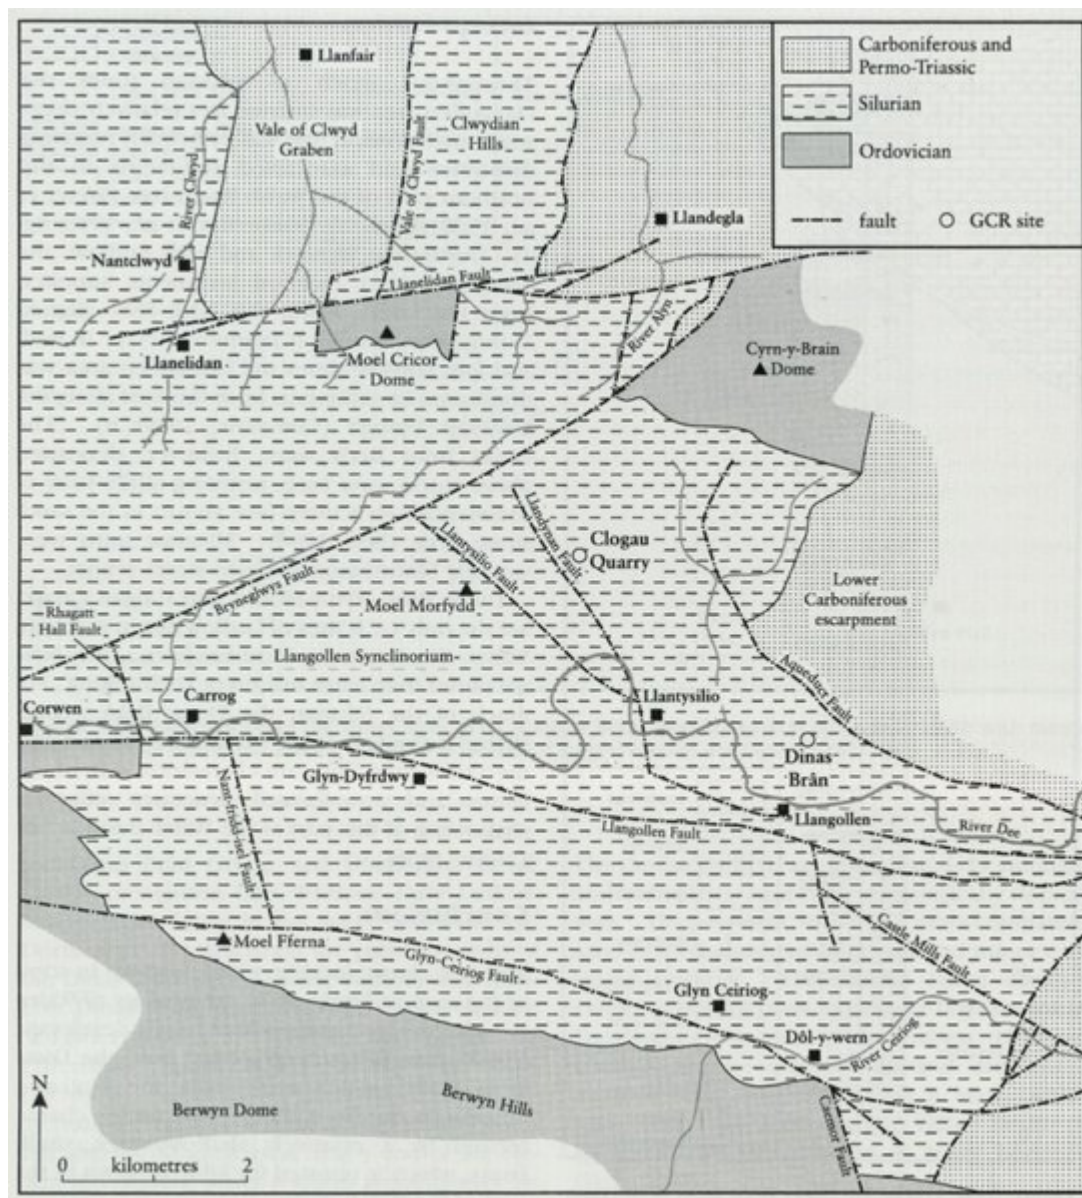 Llanfair
Carboniferous and
Permo-Triassic
Silurian
Ordovician
fault
GCR site
Vale of Clwyd
Graben
Vale of Clwyd Fault
Clwydian
Hills
River Clwyd
Llandegla
Nantclwyd
Llanelidan Fault
River Alyn
Llanelidan
Moel Cricor
Dome
Cyrn-y-Brain
Dome
Llandynan Fault
Clogau
Quarry
Llantysilio Fault
Bryneglwys Fault
Moel Morfydd
Lower
Carboniferous
escarpment
Rhagatt
Hall Fault
Llangollen Synclinorium
Aqueduct Fault
Corwen
Carrog
Llantysilio
Dinas
Brân
Glyn-Dyfrdwy
Nant-fridd-isel Fault
Llangollen Fault
Llangollen
River Dee
Moel Fferna
Glyn-Ceiriog Fault
Castle Mills Fault
Glyn Ceiriog
Dôl-y-wern
River Ceiriog
N
Berwyn Dome
Berwyn Hills
Caemor Fault
0 kilometres 2